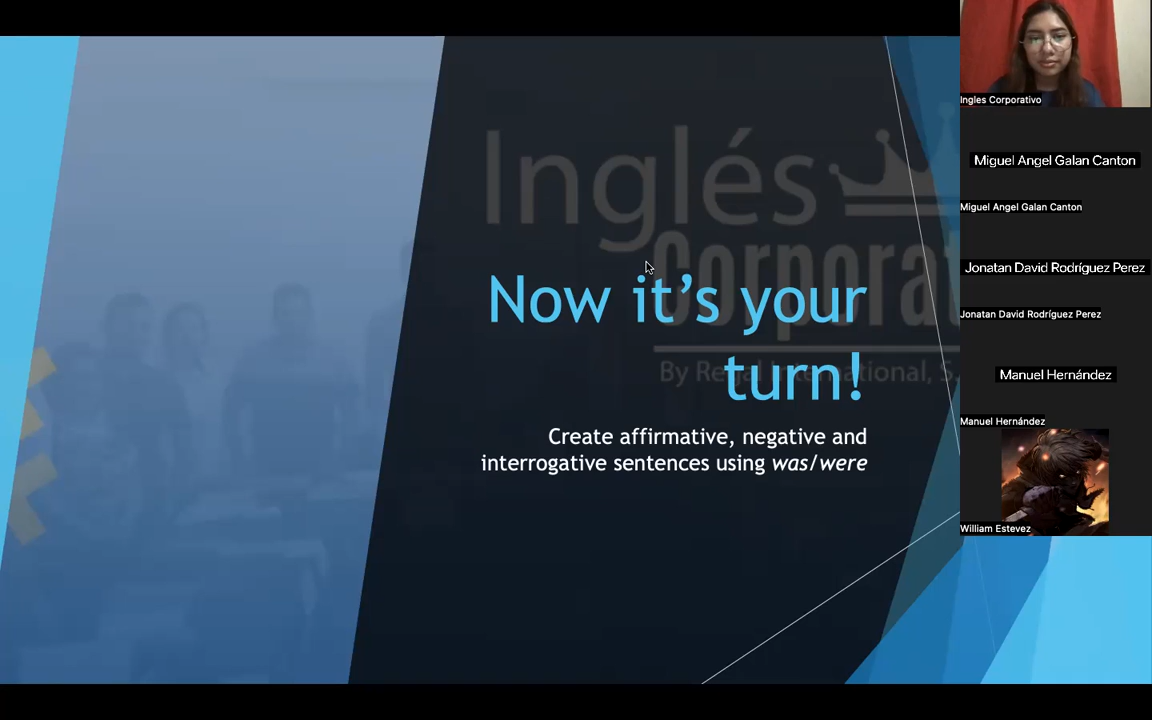 Inglés
Corporat
By Regal International, S.
Now it's your
turn!
Create affirmative, negative and
interrogative sentences using was/were
Ingles Corporativo
Miguel Angel Galan Canton
Miguel Angel Galan Canton
Jonatan David Rodríguez Perez
Jonatan David Rodríguez Perez
Manuel Hernández
Manuel Hernández
William Estevez